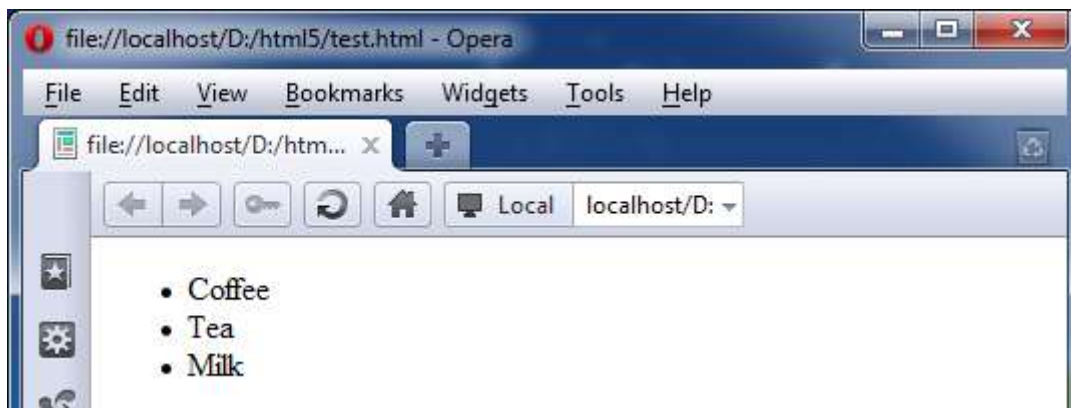 file://localhost/D:/html5/test.html - Opera
File Edit View Bookmarks Widgets Tools Help
file://localhost/D:/htm...
Local localhost/D:
Coffee
Tea
Milk